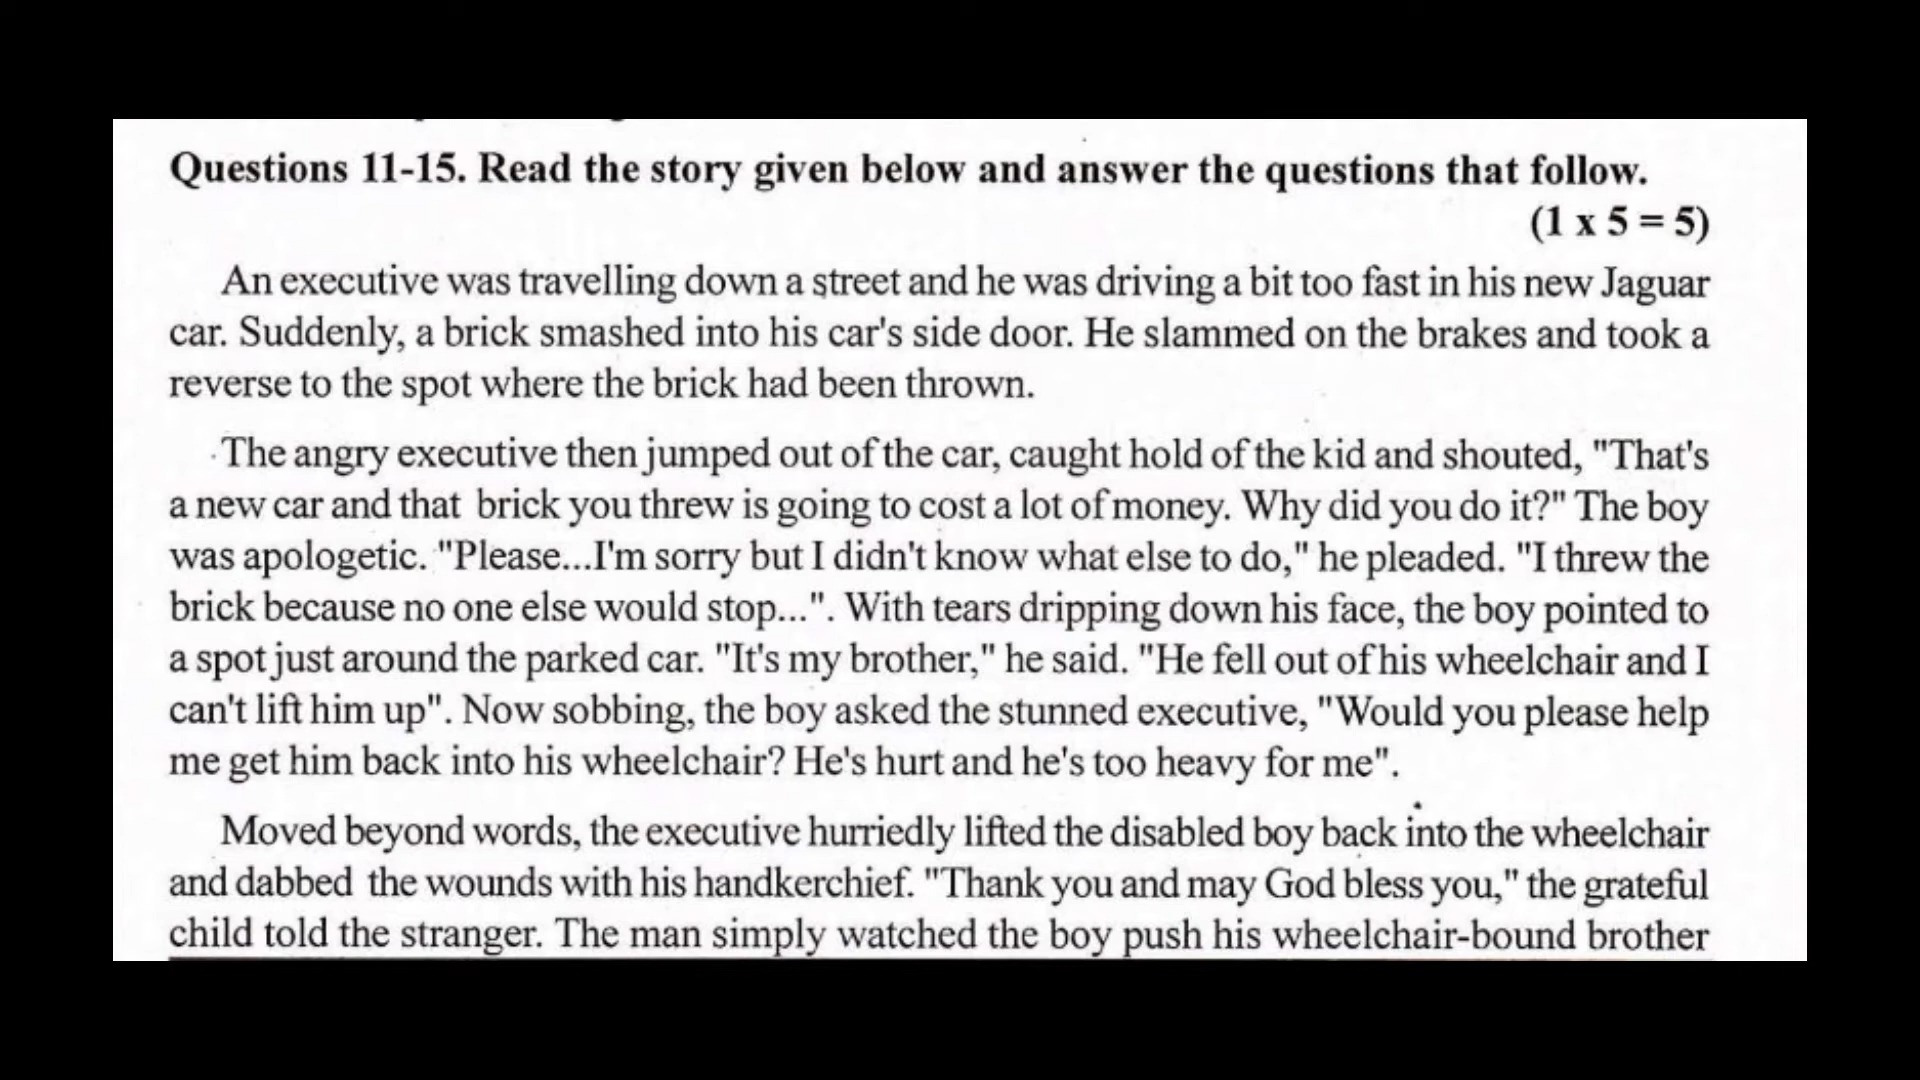 Questions 11-15. Read the story given below and answer the questions that follow.
(1 x 5 = 5)
An executive was travelling down a street and he was driving a bit too fast in his new Jaguar
car. Suddenly, a brick smashed into his car's side door. He slammed on the brakes and took a
reverse to the spot where the brick had been thrown.
The angry executive then jumped out of the car, caught hold of the kid and shouted, "That's
a new car and that brick you threw is going to cost a lot of money. Why did you do it?" The boy
was apologetic. "Please...I'm sorry but I didn't know what else to do," he pleaded. "I threw the
brick because no one else would stop...". With tears dripping down his face, the boy pointed to
a spot just around the parked car. "It's my brother," he said. "He fell out of his wheelchair and I
can't lift him up". Now sobbing, the boy asked the stunned executive, "Would you please help
me get him back into his wheelchair? He's hurt and he's too heavy for me".
Moved beyond words, the executive hurriedly lifted the disabled boy back into the wheelchair
and dabbed the wounds with his handkerchief. "Thank you and may God bless you," the grateful
child told the stranger. The man simply watched the boy push his wheelchair-bound brother